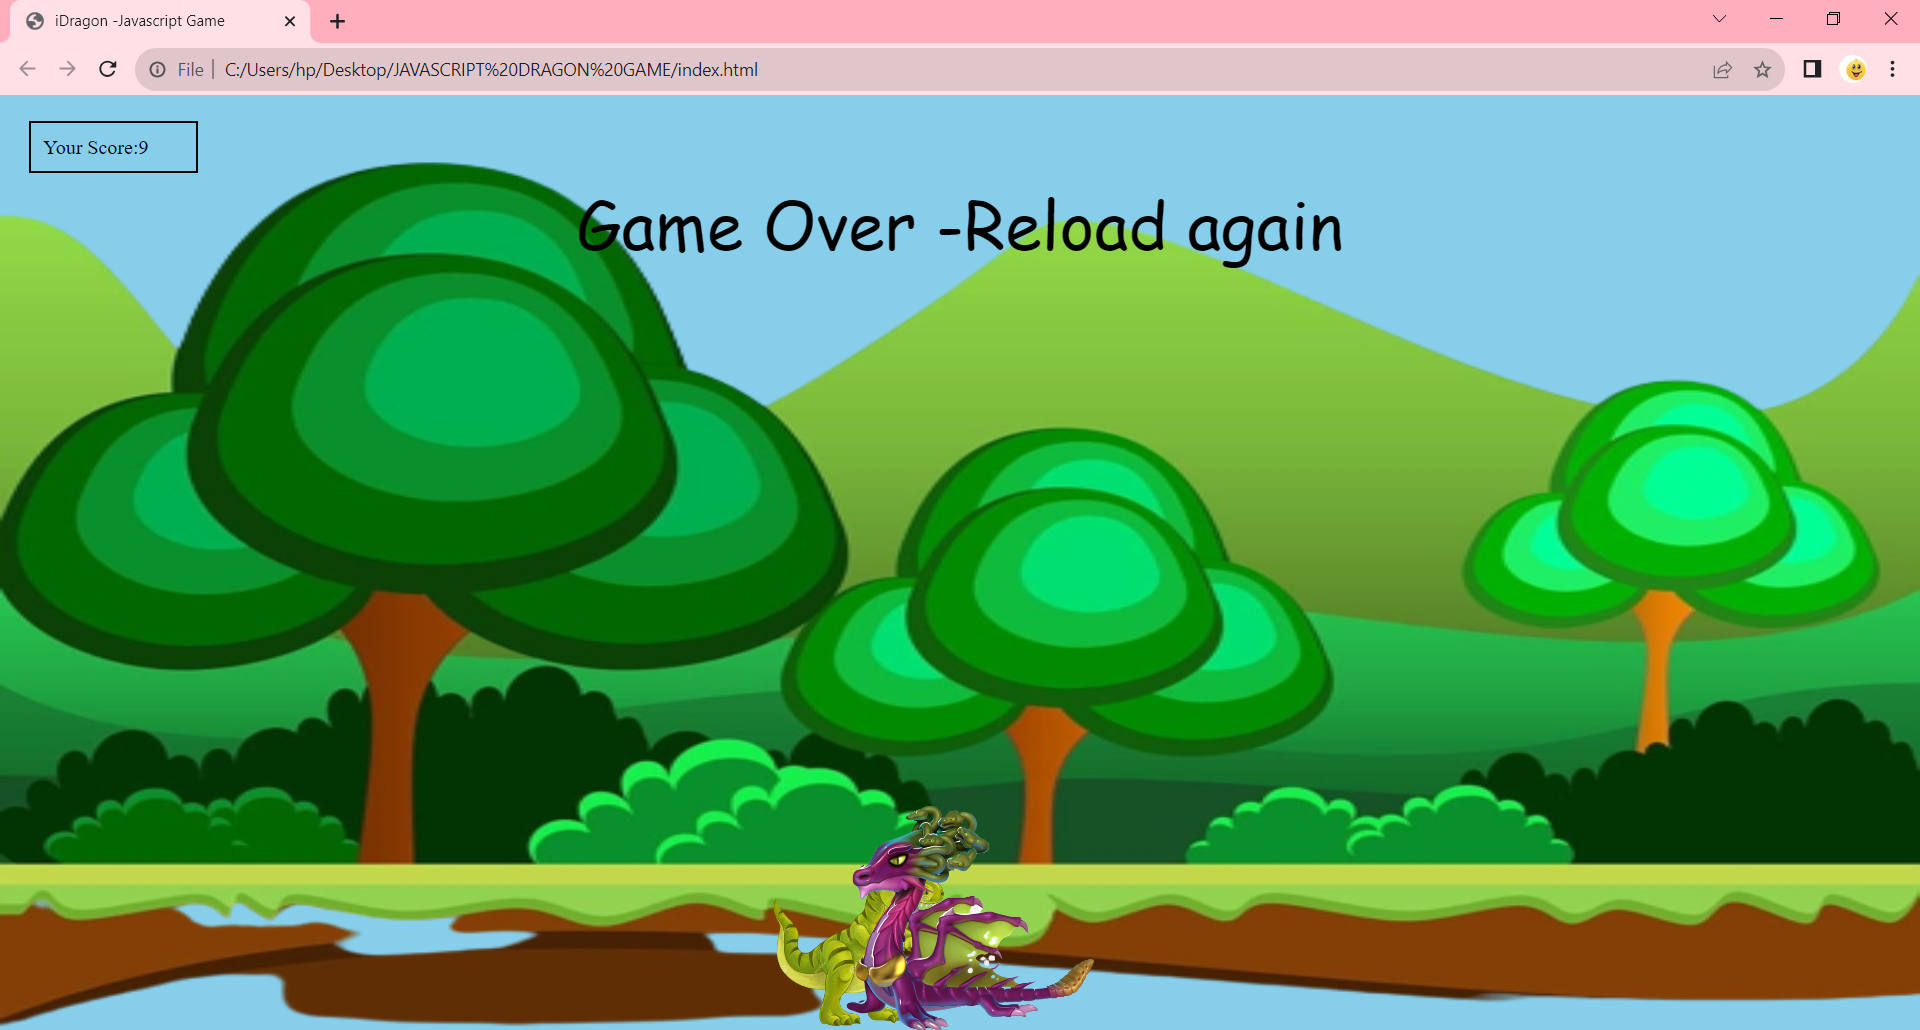 iDragon -Javascript Game
File | C:/Users/hp/Desktop/JAVASCRIPT%20DRAGON%20GAME/index.html
Your Score:9
Game Over -Reload again